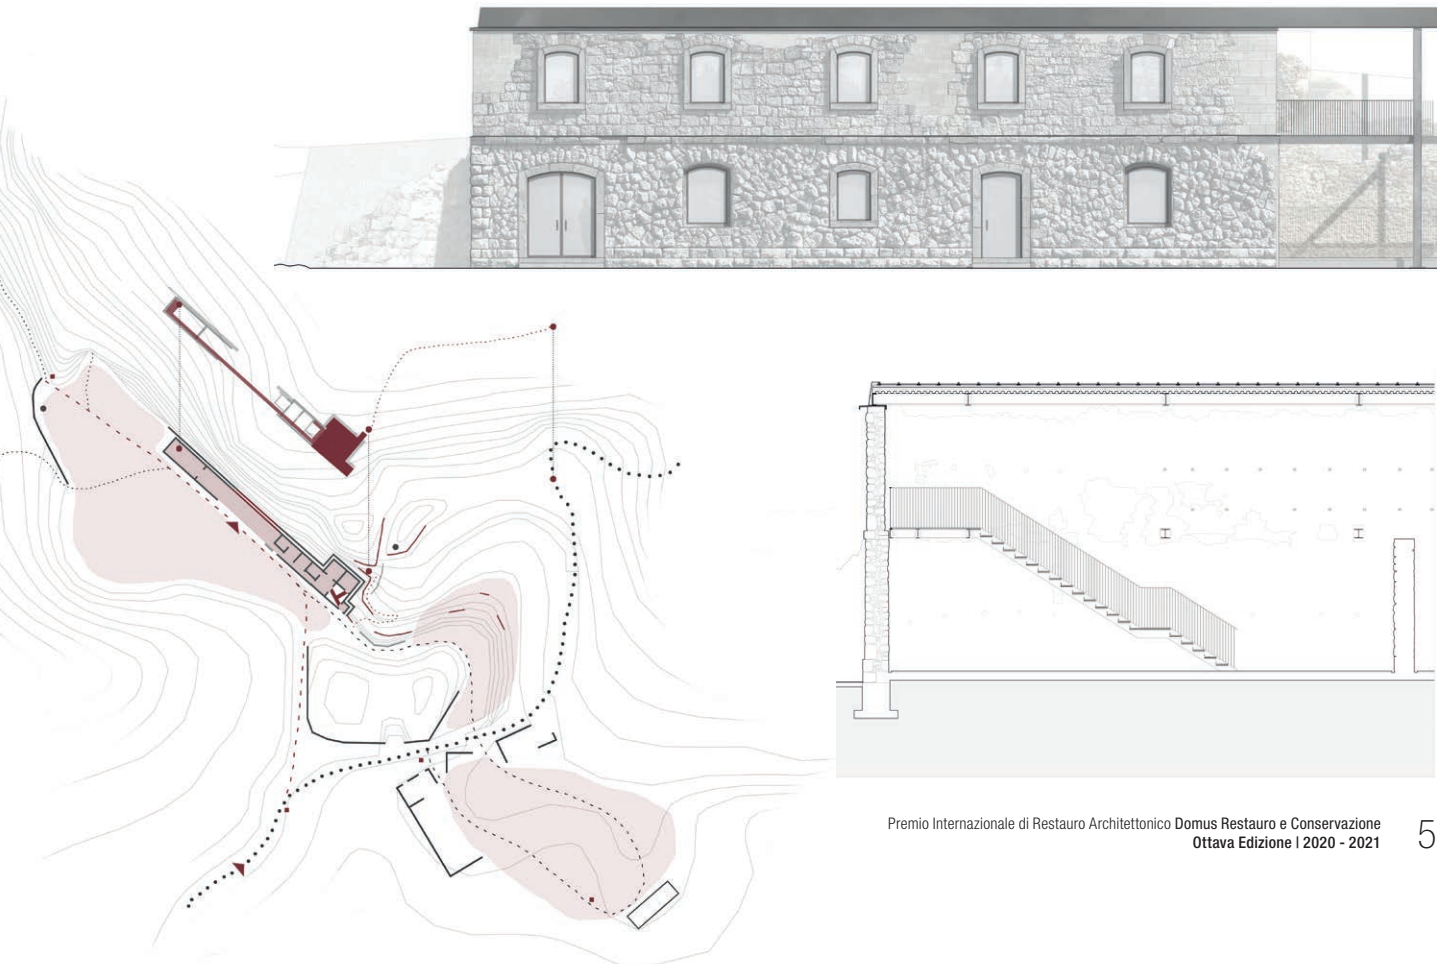 Premio Internazionale di Restauro Architettonico Domus Restauro e Conservazione
Ottava Edizione | 2020 - 2021
5